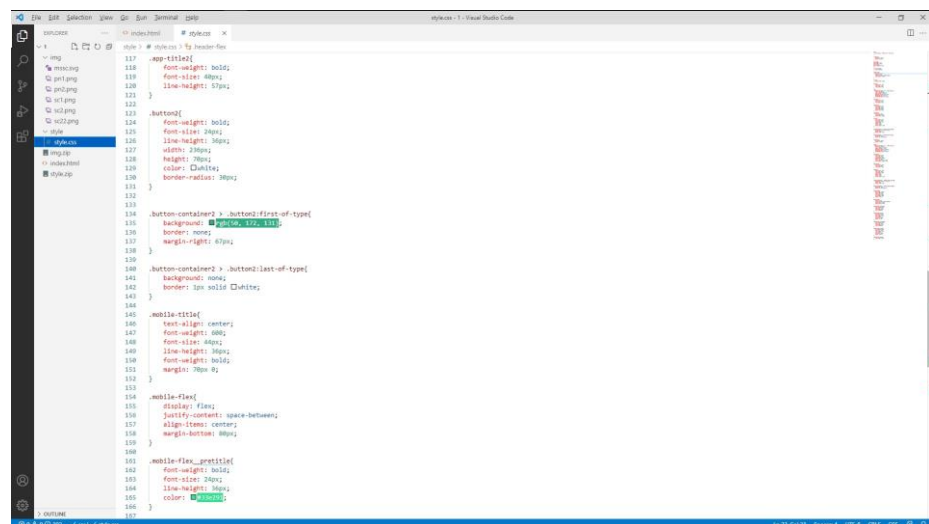 File Edit Selection View Go Run Terminal Help
style.css - 1 - Visual Studio Code
EXPLORER
index.html
style.css
style > # style.css > .header-flex
1
img
mosc.svg
pn1.png
pn2.png
sc1.png
sc2.png
sc22.png
style
style.css
img.zip
index.html
style.zip
OUTLINE
117 .app-title2{
118 font-weight: bold;
119 font-size: 40px;
120 line-height: 57px;
121 }
122
123 .button2{
124 font-weight: bold;
125 font-size: 24px;
126 line-height: 36px;
127 width: 236px;
128 height: 70px;
129 color: white;
130 border-radius: 30px;
131 }
132
133
134 .button-container2 > .button2:first-of-type{
135 background: rgb(50, 172, 131);
136 border: none;
137 margin-right: 67px;
138 }
139
140 .button-container2 > .button2:last-of-type{
141 background: none;
142 border: 1px solid white;
143 }
144
145 .mobile-title{
146 text-align: center;
147 font-weight: 600;
148 font-size: 44px;
149 line-height: 36px;
150 font-weight: bold;
151 margin: 70px 0;
152 }
153
154 .mobile-flex{
155 display: flex;
156 justify-content: space-between;
157 align-items: center;
158 margin-bottom: 80px;
159 }
160
161 .mobile-flex__pretitle{
162 font-weight: bold;
163 font-size: 24px;
164 line-height: 36px;
165 color:
166 }
167